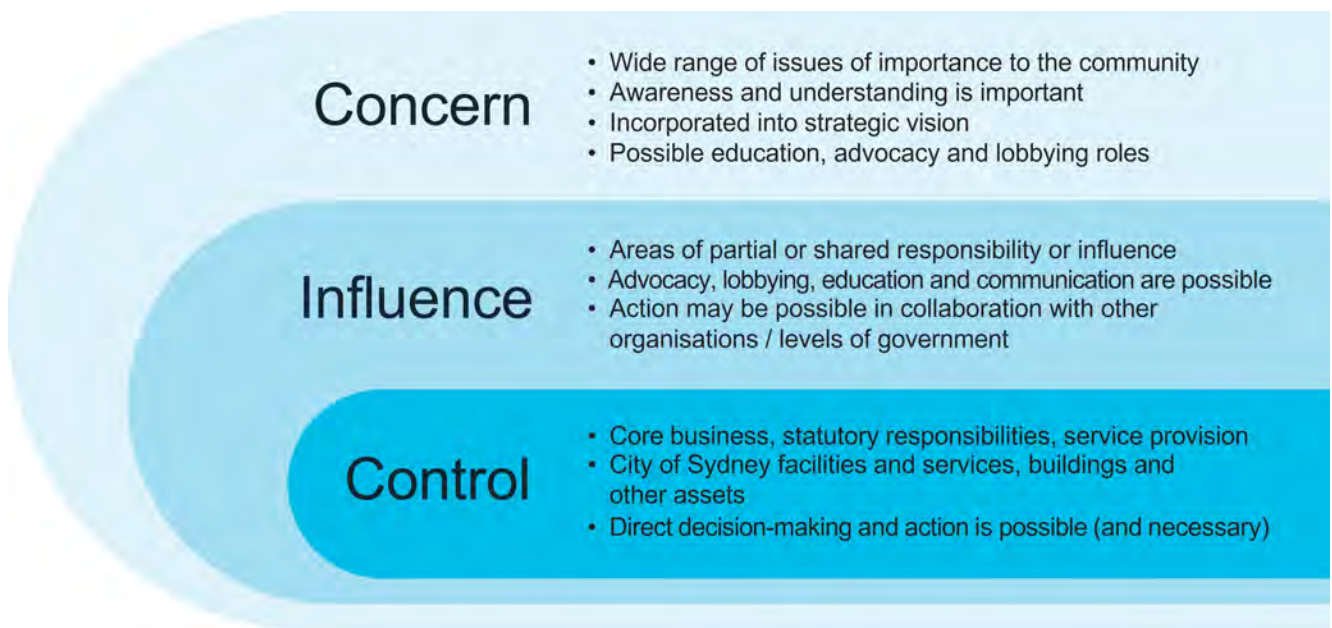 Concern
• Wide range of issues of importance to the community
• Awareness and understanding is important
• Incorporated into strategic vision
• Possible education, advocacy and lobbying roles
Influence
• Areas of partial or shared responsibility or influence
• Advocacy, lobbying, education and communication are possible
• Action may be possible in collaboration with other
organisations / levels of government
Control
• Core business, statutory responsibilities, service provision
• City of Sydney facilities and services, buildings and
other assets
• Direct decision-making and action is possible (and necessary)